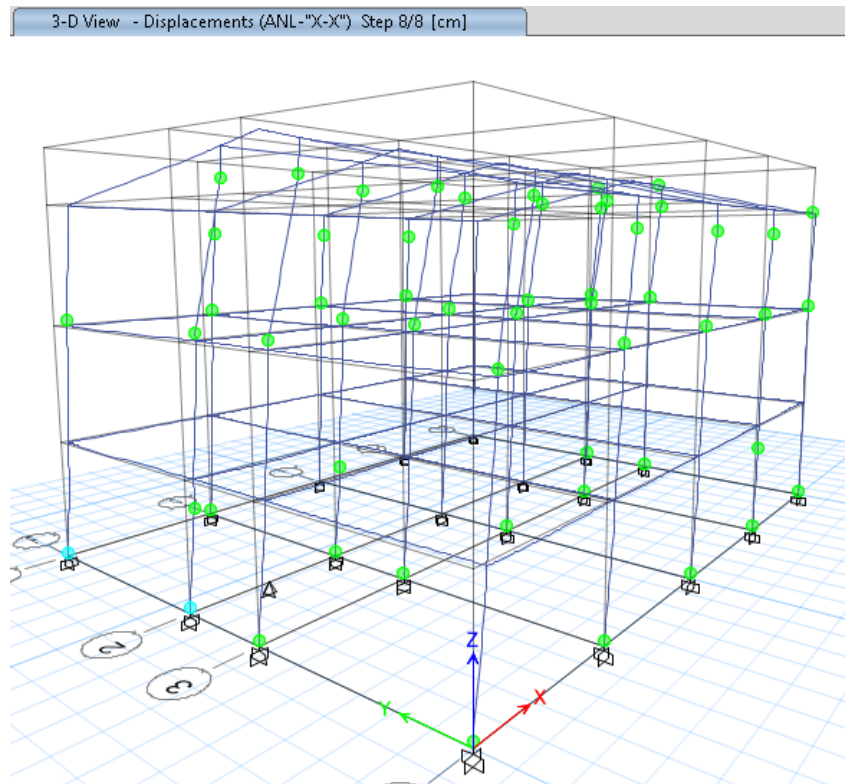 3-D View - Displacements (ANL-"X-X") Step 8/8 [cm]
Z
X
Y
2
3